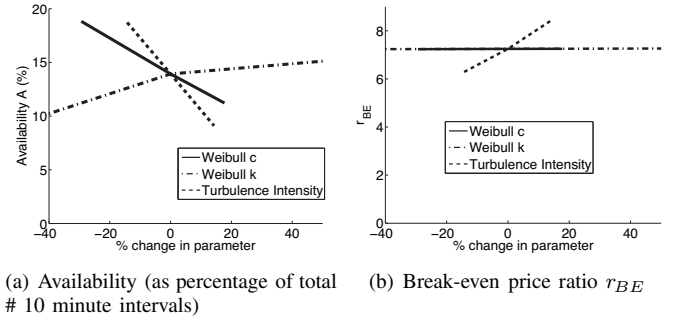 20
15
10
5
0
Availability A (%)
−40 −20 0 20 40
% change in parameter
Weibull c
Weibull k
Turbulence Intensity
8
6
4
2
0
r_BE
−40 −20 0 20 40
% change in parameter
Weibull c
Weibull k
Turbulence Intensity
(a) Availability (as percentage of total
# 10 minute intervals)
(b) Break-even price ratio r_BE